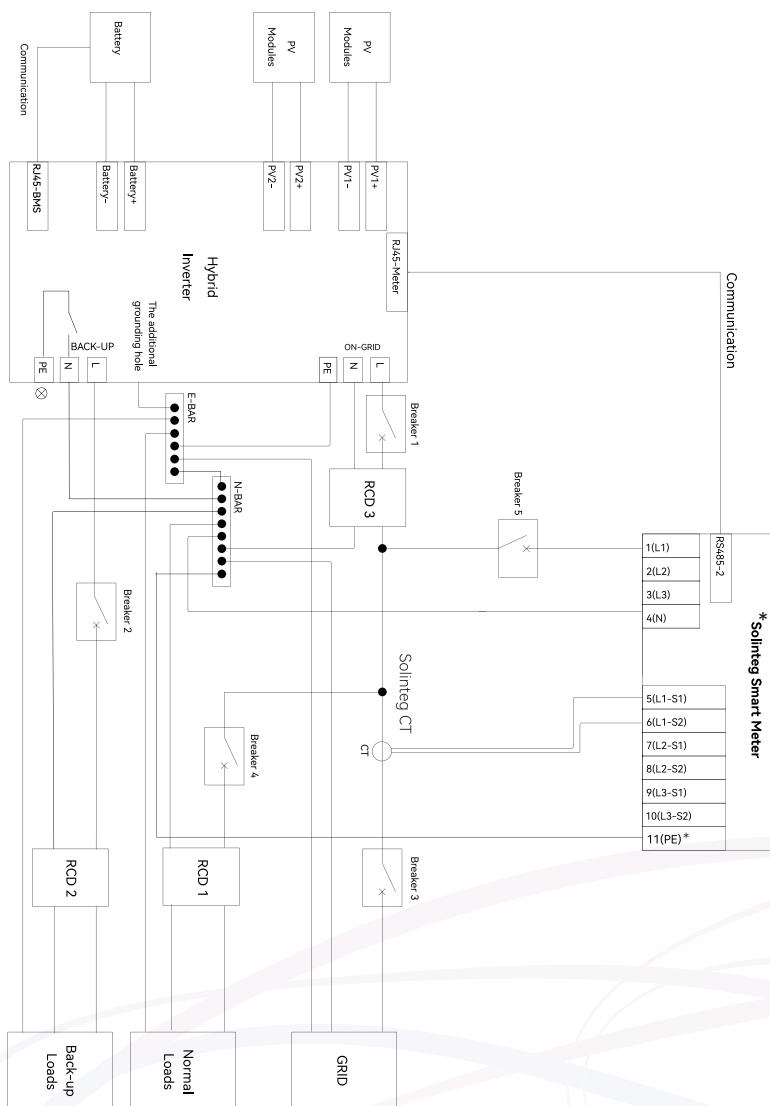 Battery
PV
Modules
PV
Modules
Communication
RJ45-BMS
Battery-
Battery+
PV2-
PV2+
PV1-
PV1+
RJ45-Meter
Hybrid
Inverter
Communication
The additional
grounding hole
BACK-UP
ON-GRID
PE
N
L
PE
N
L
E-BAR
Breaker 1
N-BAR
RCD 3
Breaker 5
RS485-2
1(L1)
2(L2)
3(L3)
4(N)
* Solinteg Smart Meter
Breaker 2
Solinteg CT
5(L1-S1)
6(L1-S2)
7(L2-S1)
8(L2-S2)
9(L3-S1)
10(L3-S2)
11(PE)*
Breaker 4
CT
RCD 2
RCD 1
Breaker 3
Back-up
Loads
Normal
Loads
GRID